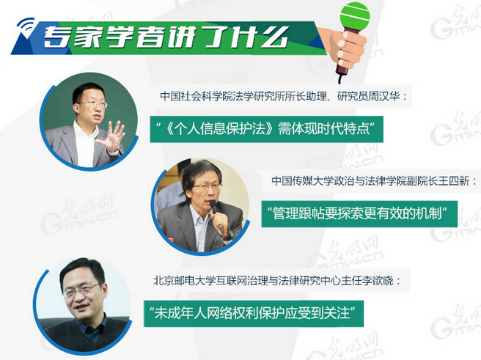 专家学者讲了什么
中国社会科学院法学研究所所长助理、研究员周汉华：
“《个人信息保护法》需体现时代特点”
中国传媒大学政治与法律学院副院长王四新：
“管理跟帖要探索更有效的机制”
北京邮电大学互联网治理与法律研究中心主任李欲晓：
“未成年人网络权利保护应受到关注”